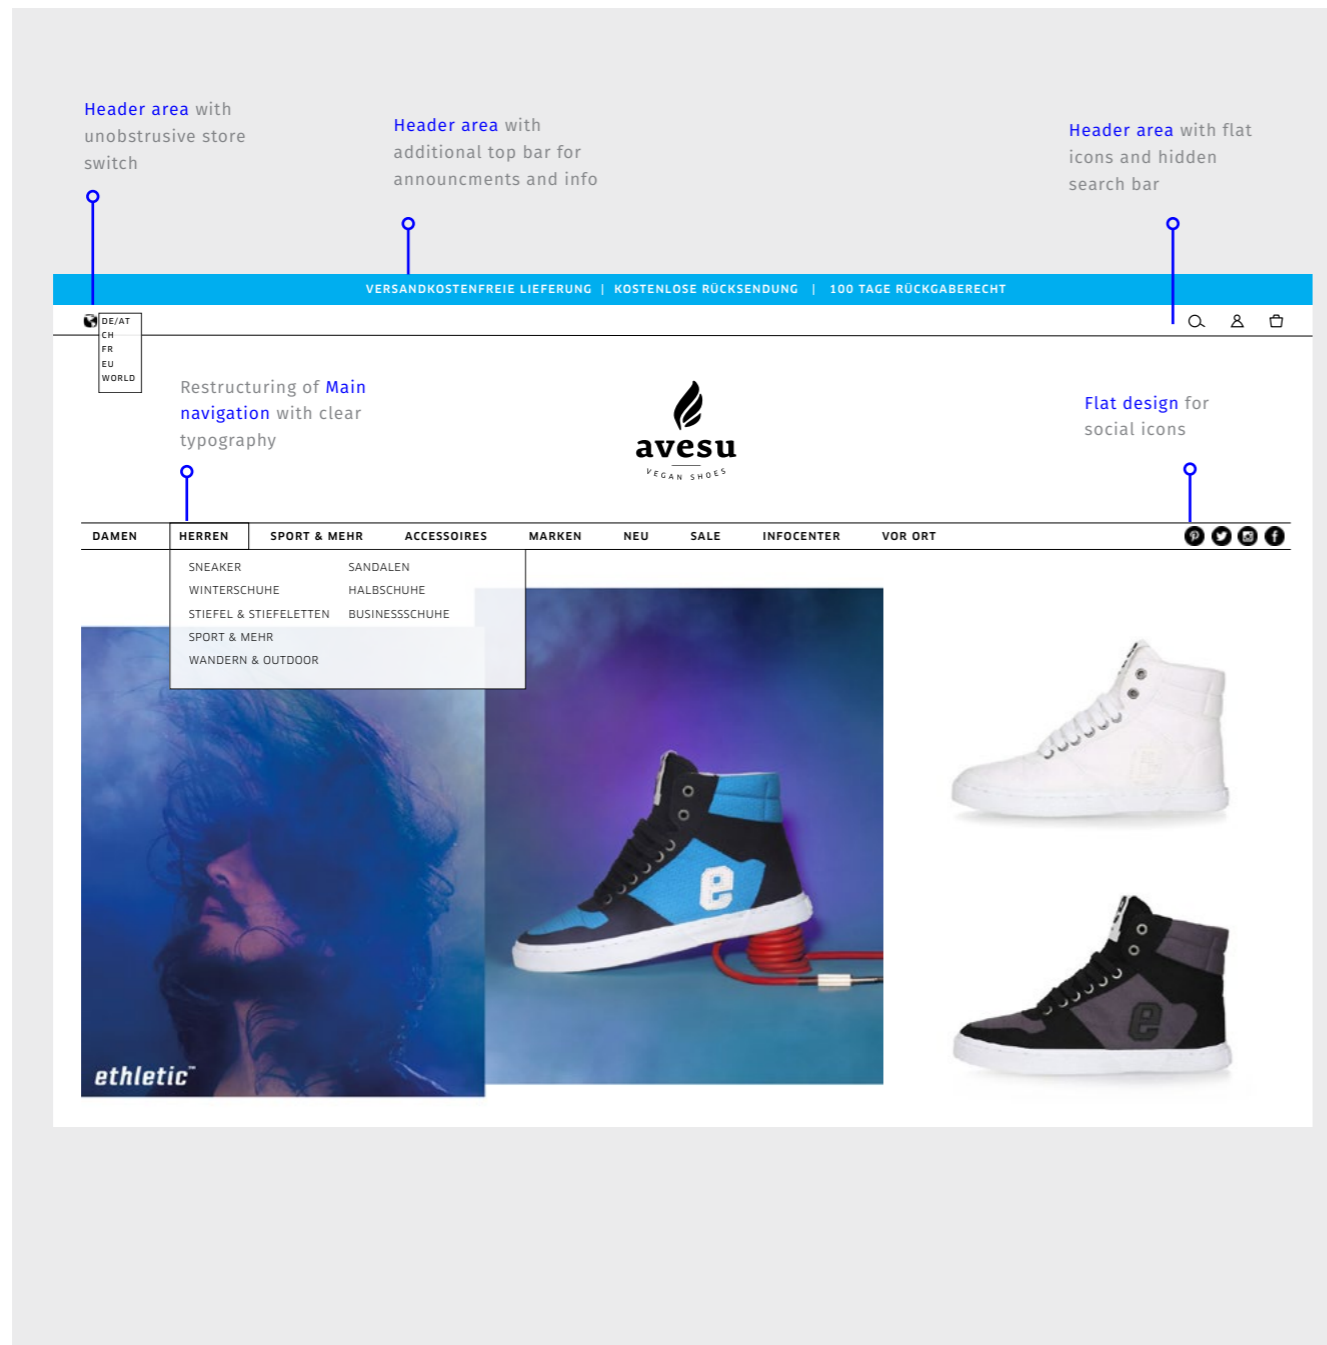 Header area with
unobstrusive store
switch
Header area with
additional top bar for
announcments and info
Header area with flat
icons and hidden
search bar
VERSANDKOSTENFREIE LIEFERUNG | KOSTENLOSE RÜCKSENDUNG | 100 TAGE RÜCKGABERECHT
DE/AT
CH
FR
EU
WORLD
Restructuring of Main
navigation with clear
typography
avesu
VEGAN SHOES
Flat design for
social icons
DAMEN HERREN SPORT & MEHR ACCESSOIRES MARKEN NEU SALE INFOCENTER VOR ORT
SNEAKER SANDALEN
WINTERSCHUHE HALBSCHUHE
STIEFEL & STIEFELETTEN BUSINESSSCHUHE
SPORT & MEHR
WANDERN & OUTDOOR
e
e
e
ethletic™